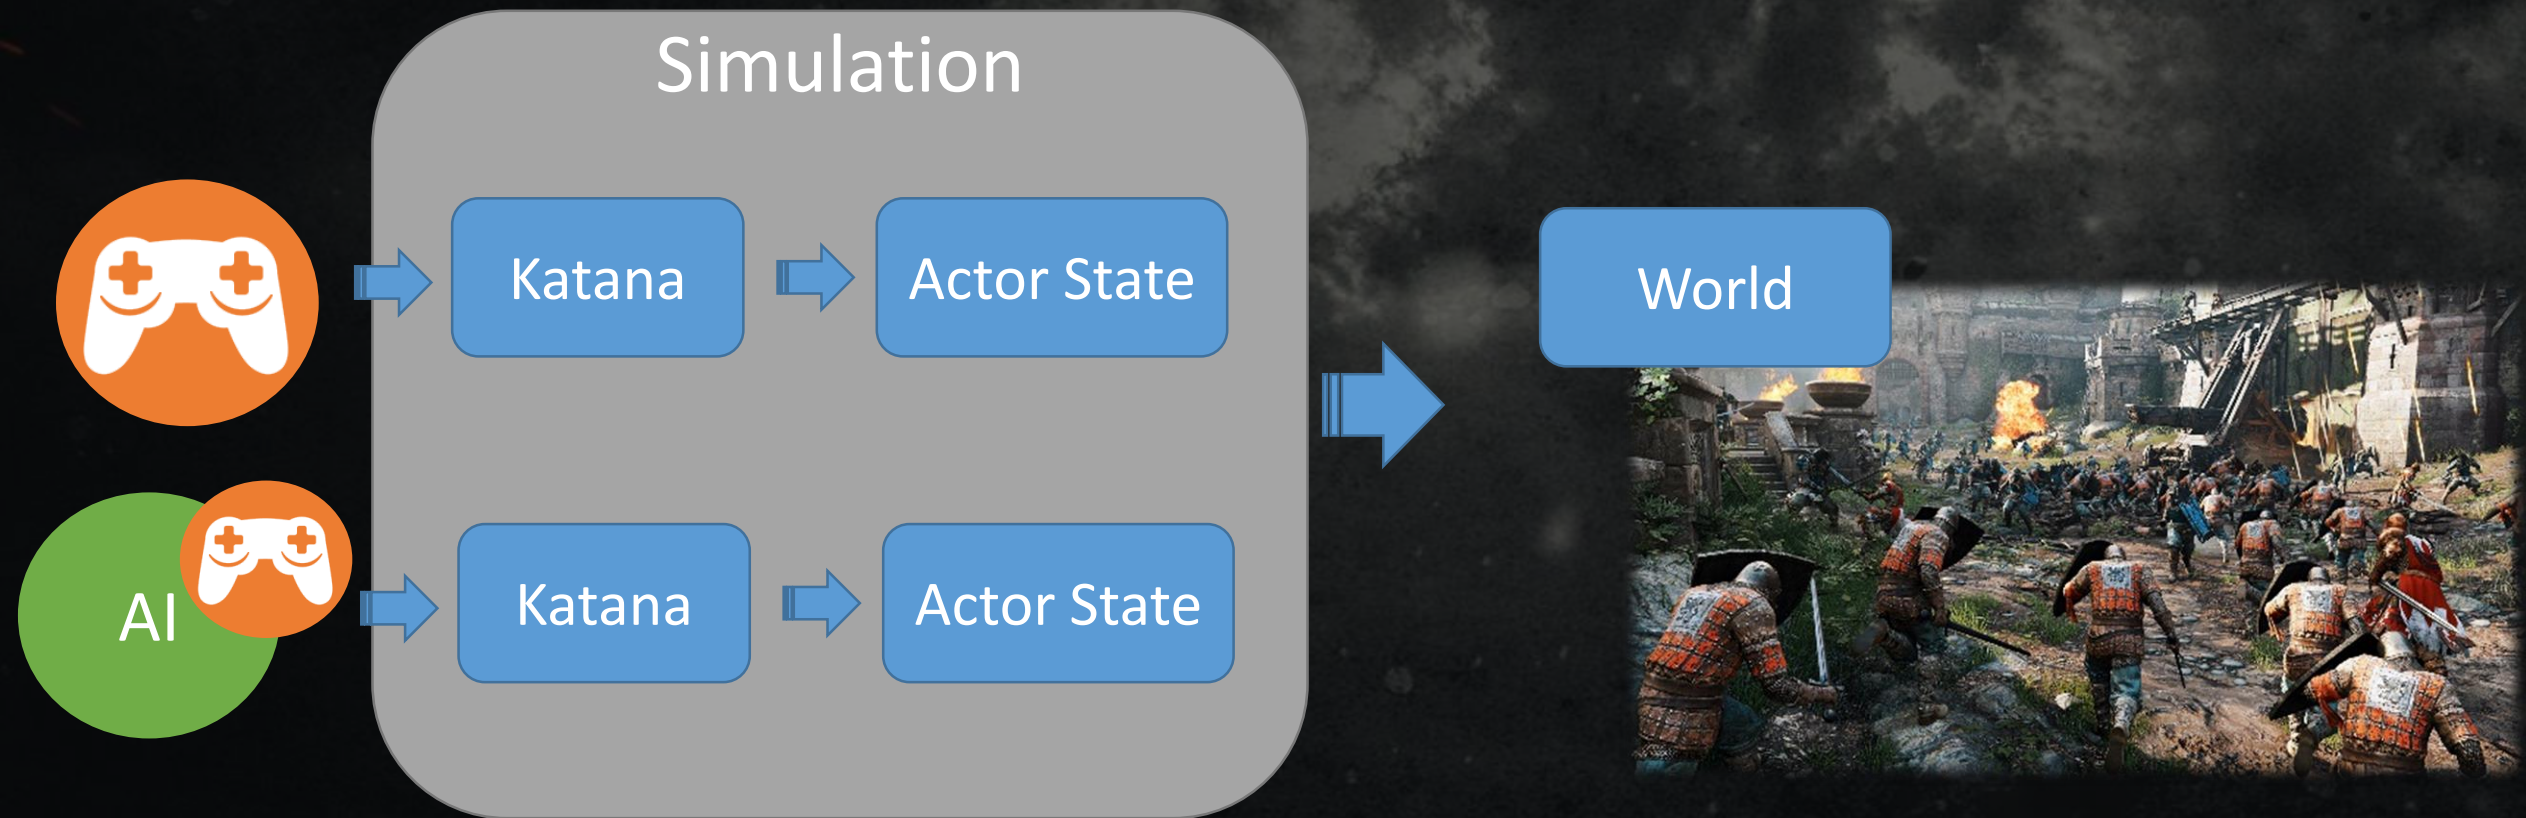 Simulation
Katana
Actor State
World
AI
Katana
Actor State